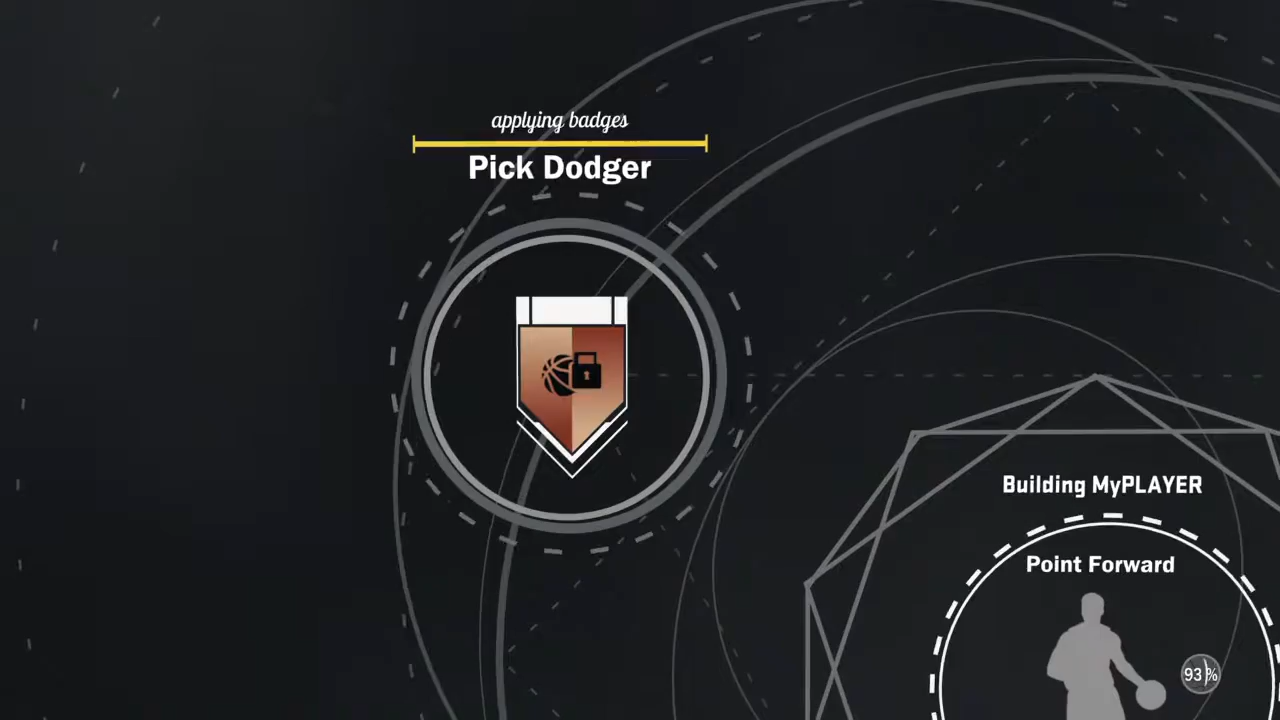 applying badges
Pick Dodger
Building MyPLAYER
Point Forward
93%